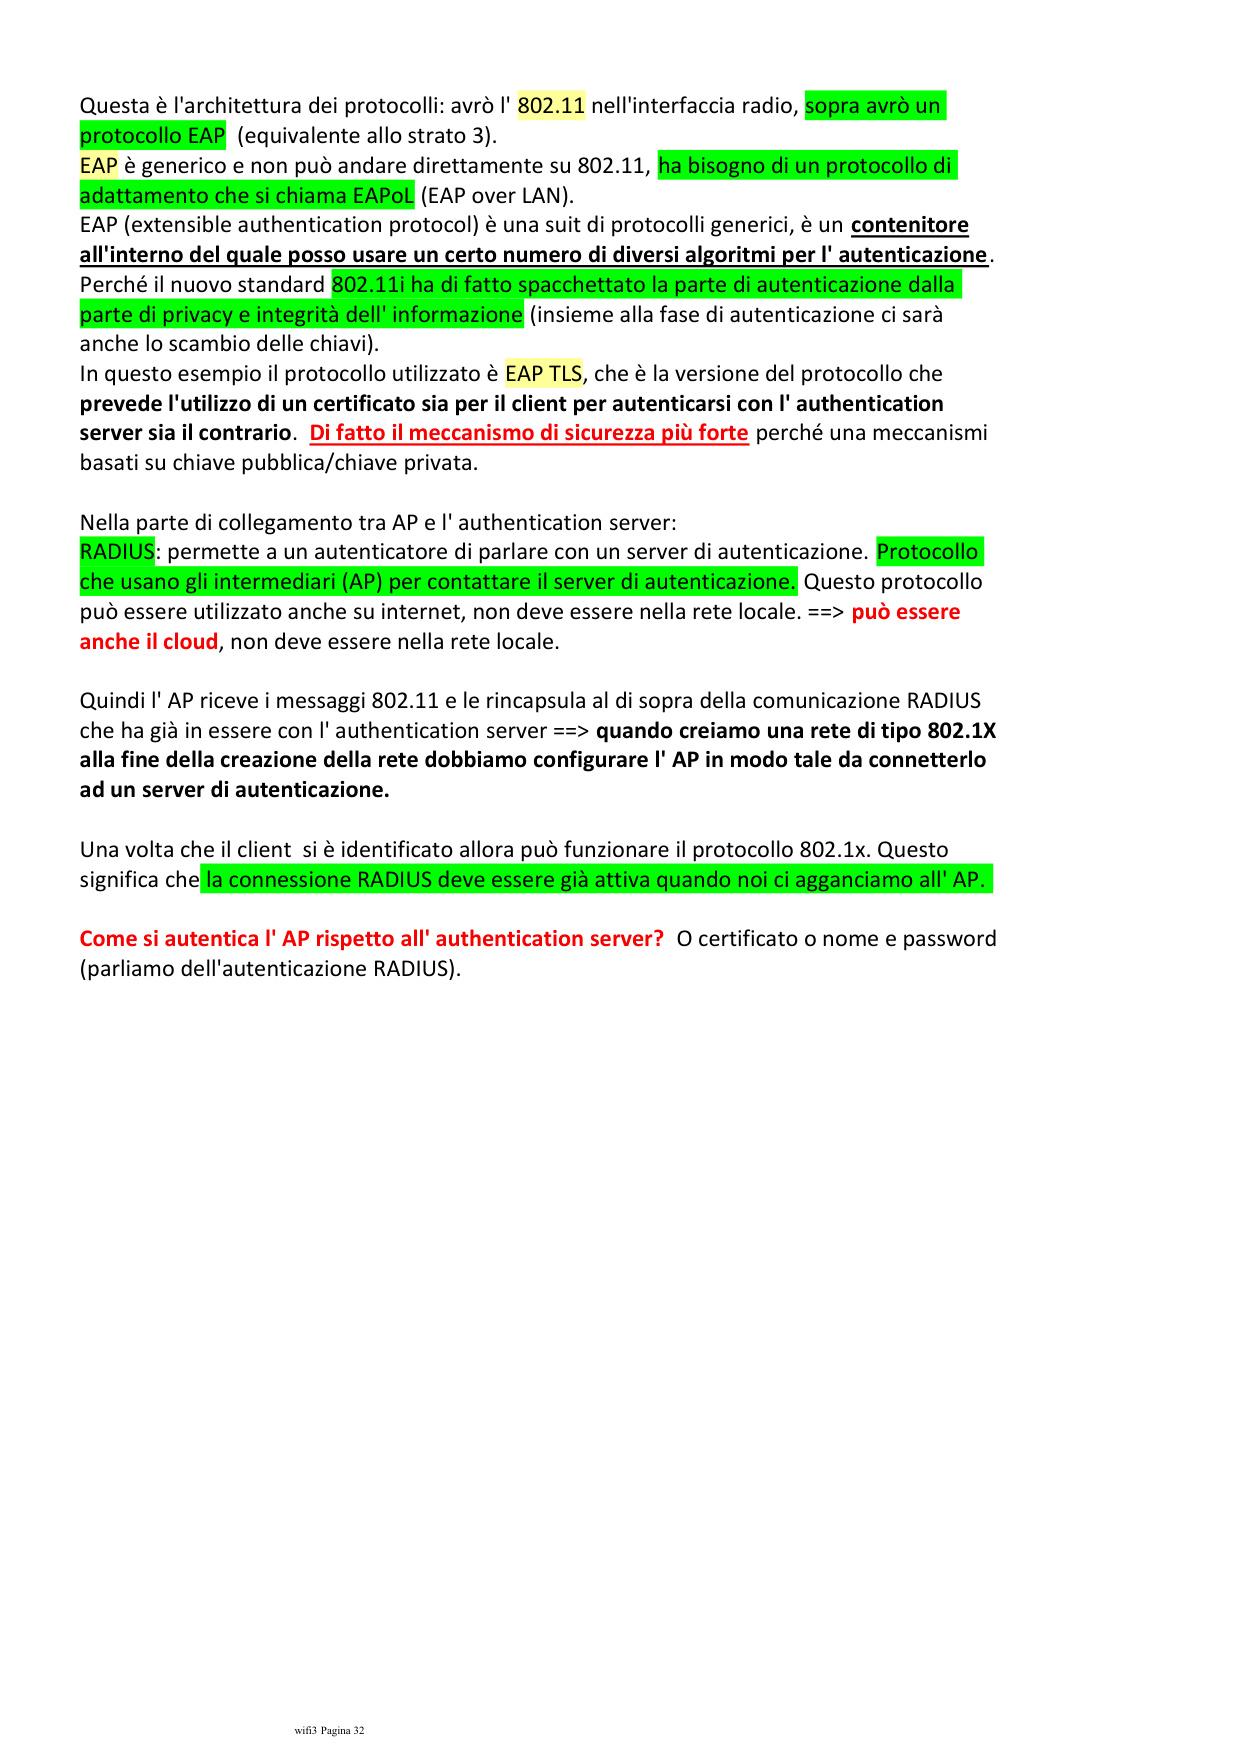 Questa è l'architettura dei protocolli: avrò l' 802.11 nell'interfaccia radio, sopra avrò un
protocollo EAP  (equivalente allo strato 3).
EAP è generico e non può andare direttamente su 802.11, ha bisogno di un protocollo di
adattamento che si chiama EAPoL (EAP over LAN).
EAP (extensible authentication protocol) è una suit di protocolli generici, è un contenitore
all'interno del quale posso usare un certo numero di diversi algoritmi per l' autenticazione.
Perché il nuovo standard 802.11i ha di fatto spacchettato la parte di autenticazione dalla
parte di privacy e integrità dell' informazione (insieme alla fase di autenticazione ci sarà
anche lo scambio delle chiavi).
In questo esempio il protocollo utilizzato è EAP TLS, che è la versione del protocollo che
prevede l'utilizzo di un certificato sia per il client per autenticarsi con l' authentication
server sia il contrario.  Di fatto il meccanismo di sicurezza più forte perché una meccanismi
basati su chiave pubblica/chiave privata.

Nella parte di collegamento tra AP e l' authentication server:
RADIUS: permette a un autenticatore di parlare con un server di autenticazione. Protocollo
che usano gli intermediari (AP) per contattare il server di autenticazione. Questo protocollo
può essere utilizzato anche su internet, non deve essere nella rete locale. ==> può essere
anche il cloud, non deve essere nella rete locale.

Quindi l' AP riceve i messaggi 802.11 e le rincapsula al di sopra della comunicazione RADIUS
che ha già in essere con l' authentication server ==> quando creiamo una rete di tipo 802.1X
alla fine della creazione della rete dobbiamo configurare l' AP in modo tale da connetterlo
ad un server di autenticazione.

Una volta che il client  si è identificato allora può funzionare il protocollo 802.1x. Questo
significa che la connessione RADIUS deve essere già attiva quando noi ci agganciamo all' AP.

Come si autentica l' AP rispetto all' authentication server?  O certificato o nome e password
(parliamo dell'autenticazione RADIUS).

wifi3 Pagina 32